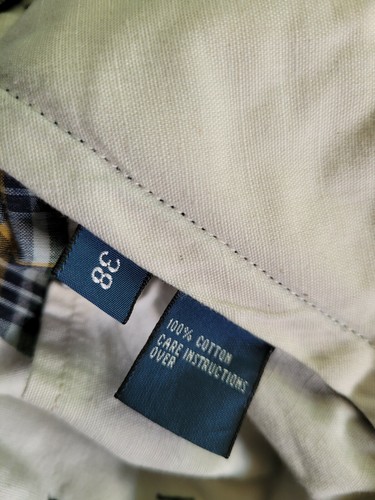 38
100% COTTON
CARE INSTRUCTIONS
OVER